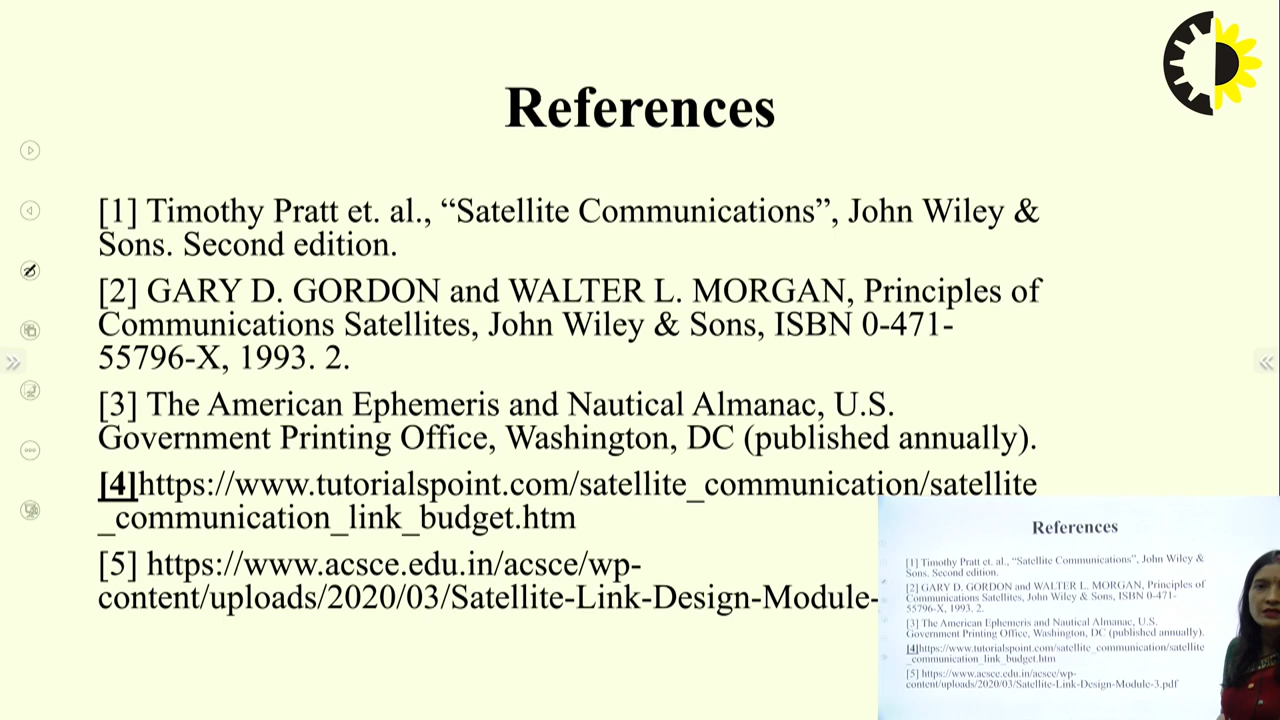 References
[1] Timothy Pratt et. al., “Satellite Communications”, John Wiley &
Sons. Second edition.
[2] GARY D. GORDON and WALTER L. MORGAN, Principles of
Communications Satellites, John Wiley & Sons, ISBN 0-471-
55796-X, 1993. 2.
[3] The American Ephemeris and Nautical Almanac, U.S.
Government Printing Office, Washington, DC (published annually).
[4]https://www.tutorialspoint.com/satellite_communication/satellite
_communication_link_budget.htm
[5] https://www.acsce.edu.in/acsce/wp-
content/uploads/2020/03/Satellite-Link-Design-Module-
References
[1] Timothy Pratt et. al., “Satellite Communications”, John Wiley &
Sons. Second edition.
[2] GARY D. GORDON and WALTER L. MORGAN, Principles of
Communications Satellites, John Wiley & Sons, ISBN 0-471-
55796-X, 1993. 2.
[3] The American Ephemeris and Nautical Almanac, U.S.
Government Printing Office, Washington, DC (published annually).
[4]https://www.tutorialspoint.com/satellite_communication/satellite
_communication_link_budget.htm
[5] https://www.acsce.edu.in/acsce/wp-
content/uploads/2020/03/Satellite-Link-Design-Module-3.pdf